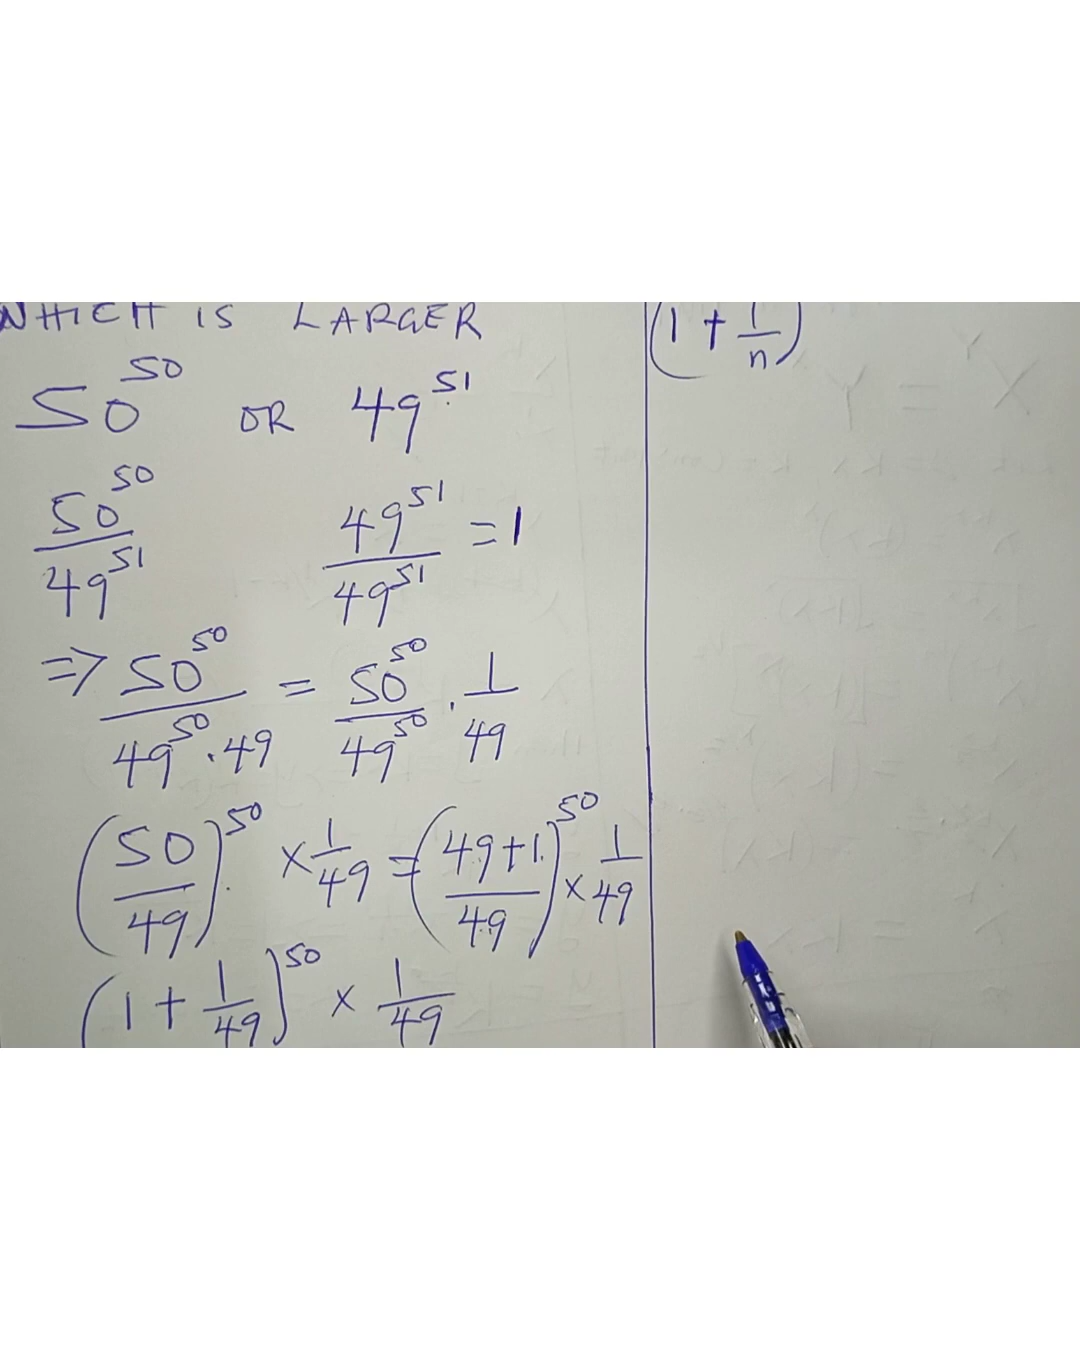 WHICH IS LARGER
50^50 OR 49^51
50^50/49^51    49^51/49^51 = 1
⇒ 50^50/(49^50 · 49) = 50^50/49^50 · 1/49
(50/49)^50 × 1/49 = ((49+1)/49)^50 × 1/49
(1 + 1/49)^50 × 1/49
(1 + 1/n)